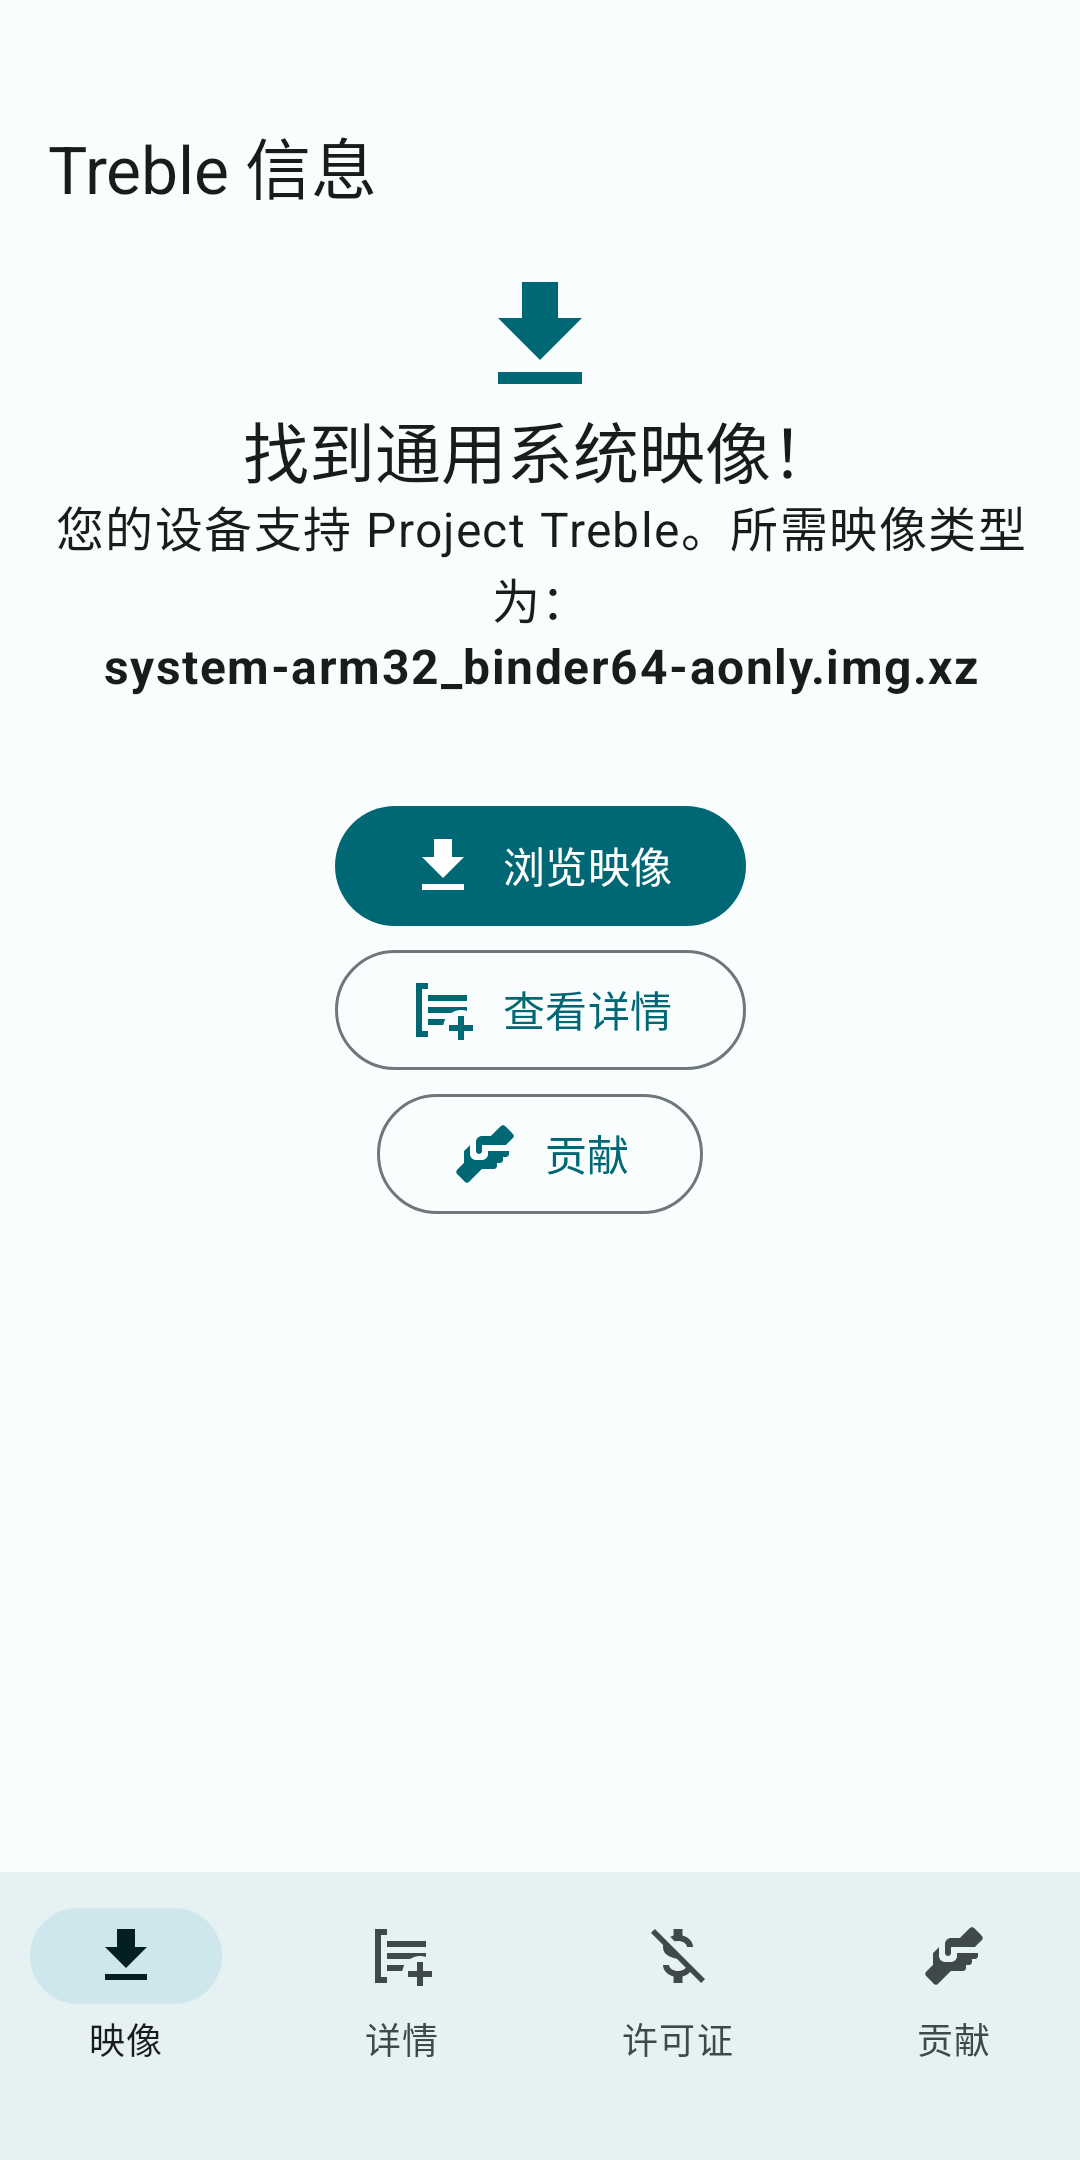 Treble 信息
找到通用系统映像！
您的设备支持 Project Treble。所需映像类型
为：
system-arm32_binder64-aonly.img.xz
浏览映像
查看详情
贡献
映像
详情
许可证
贡献